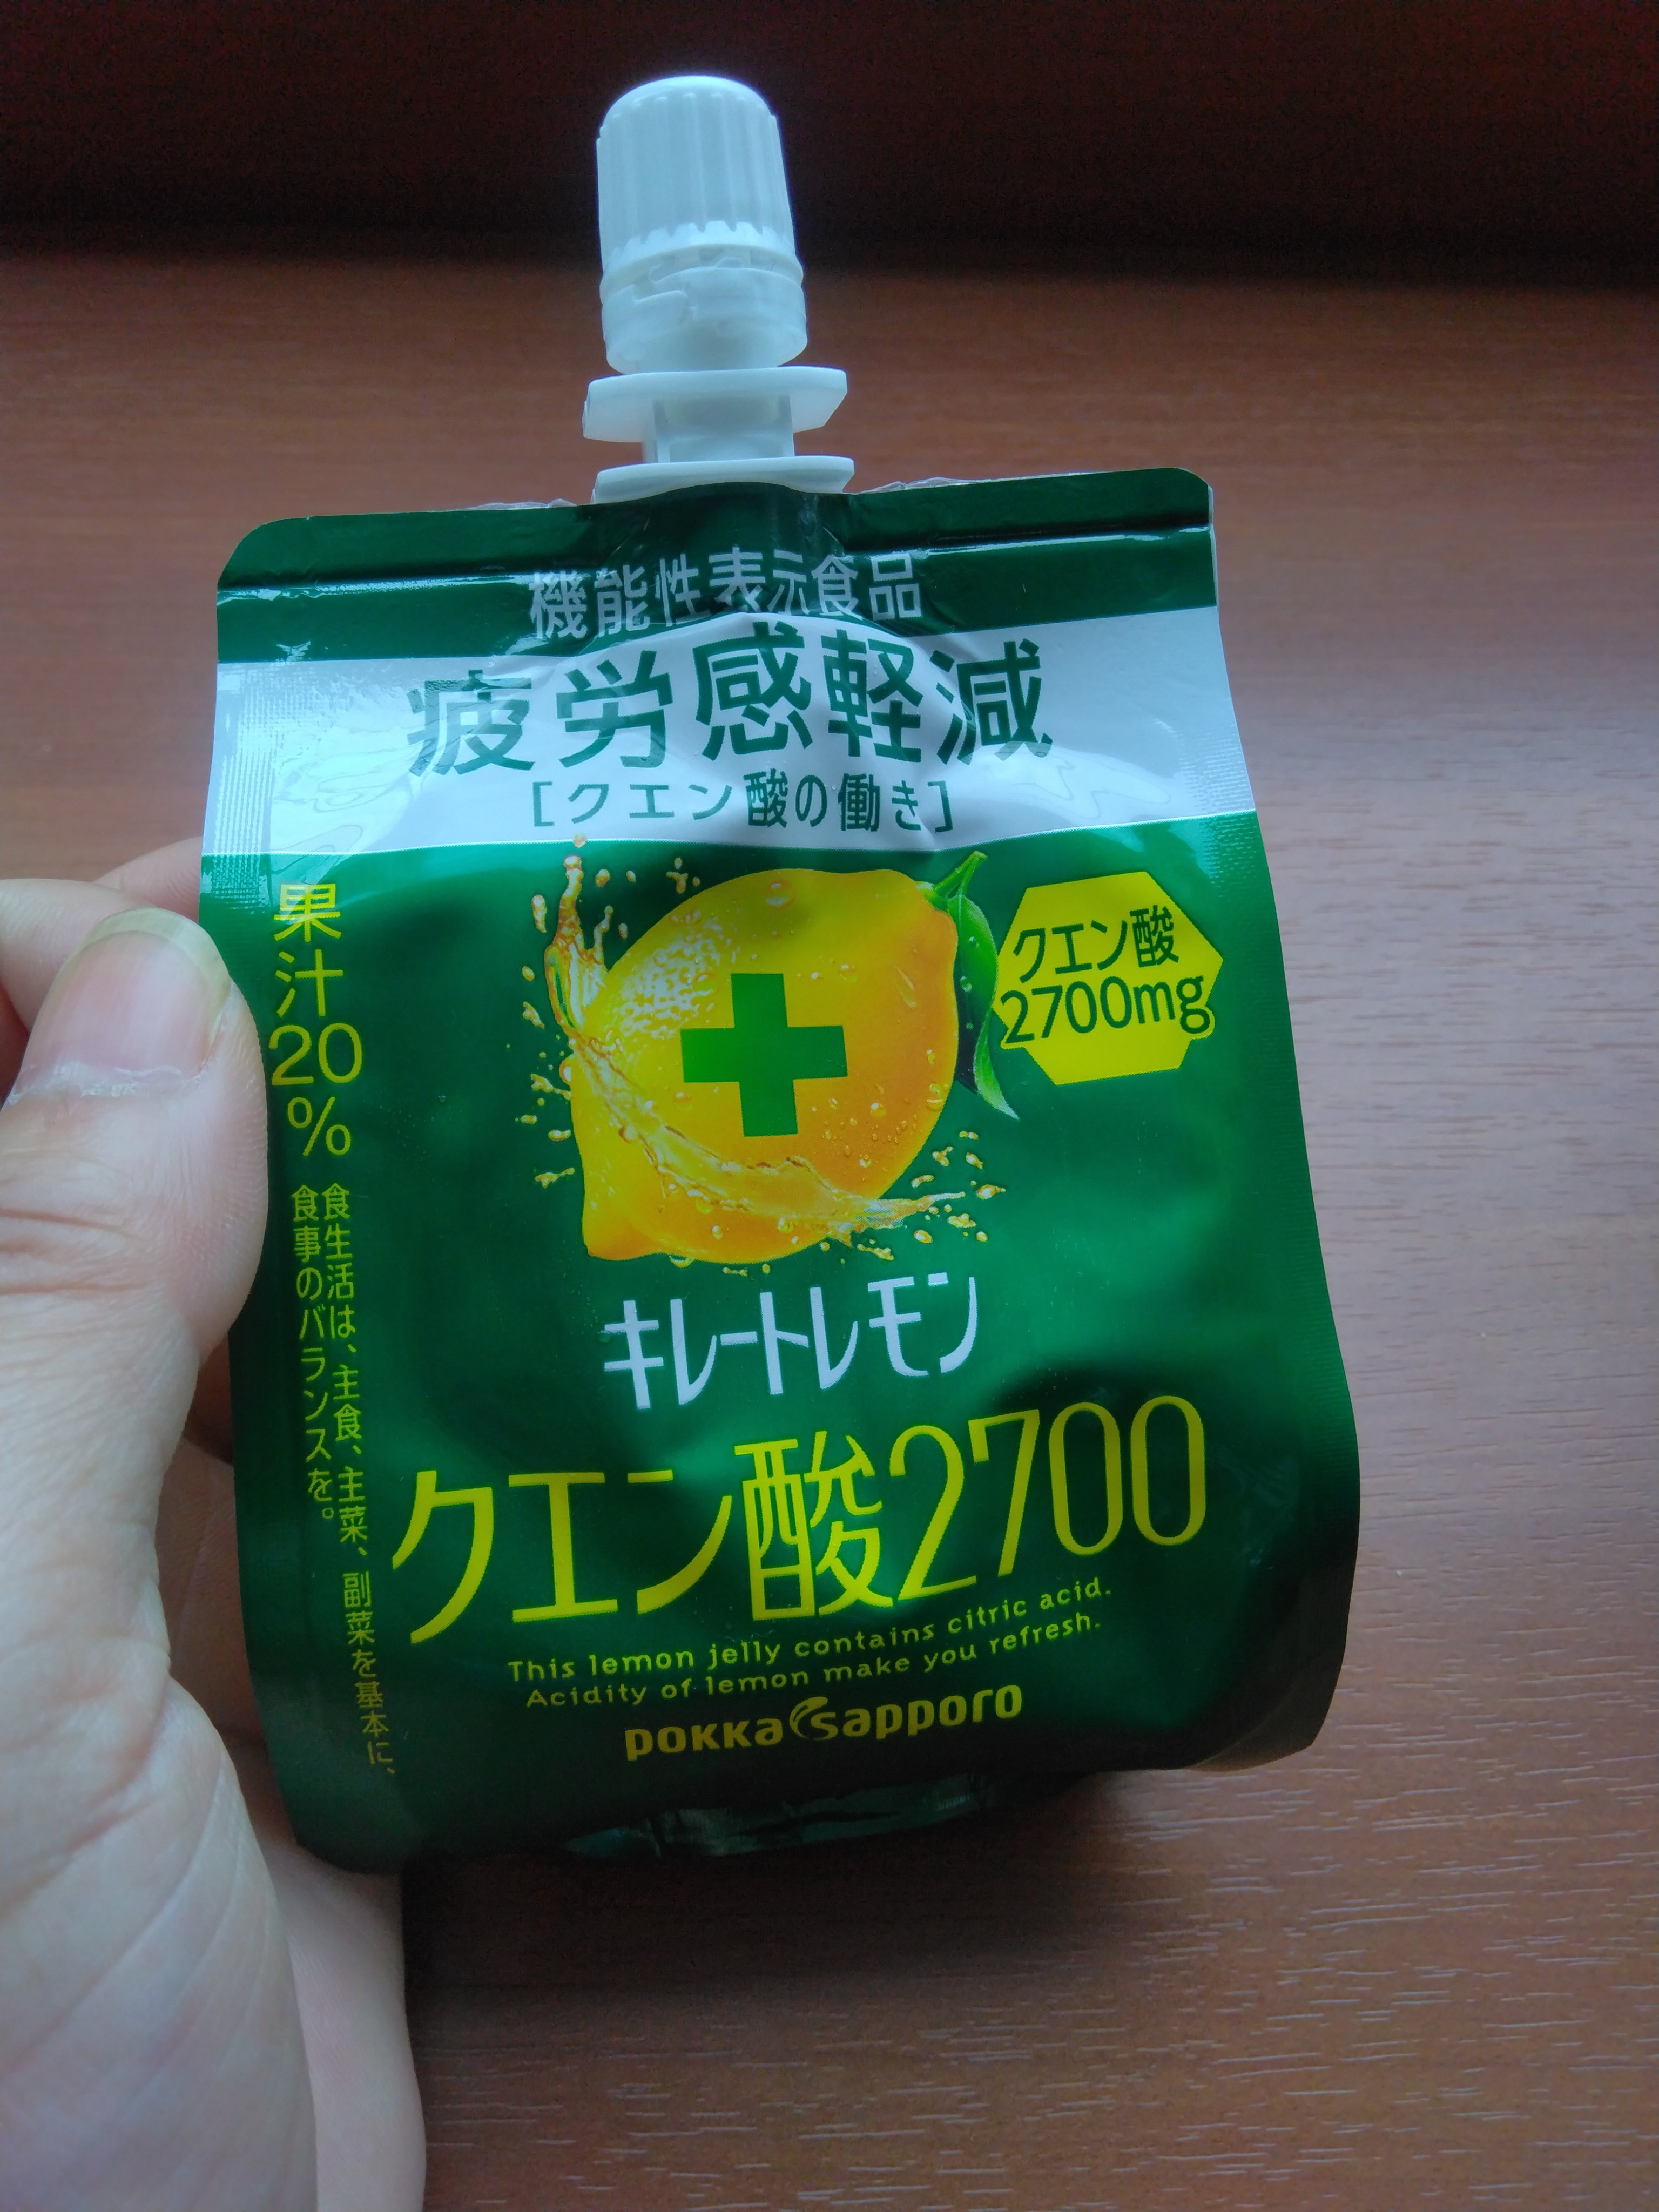 機能性表示食品
疲労感軽減
[クエン酸の働き]
果汁20%
クエン酸
2700mg
食生活は、主食、主菜、副菜を基本に、
食事のバランスを。
キレートレモン
クエン酸2700
This lemon jelly contains citric acid.
Acidity of lemon make you refresh.
POKKA Sapporo